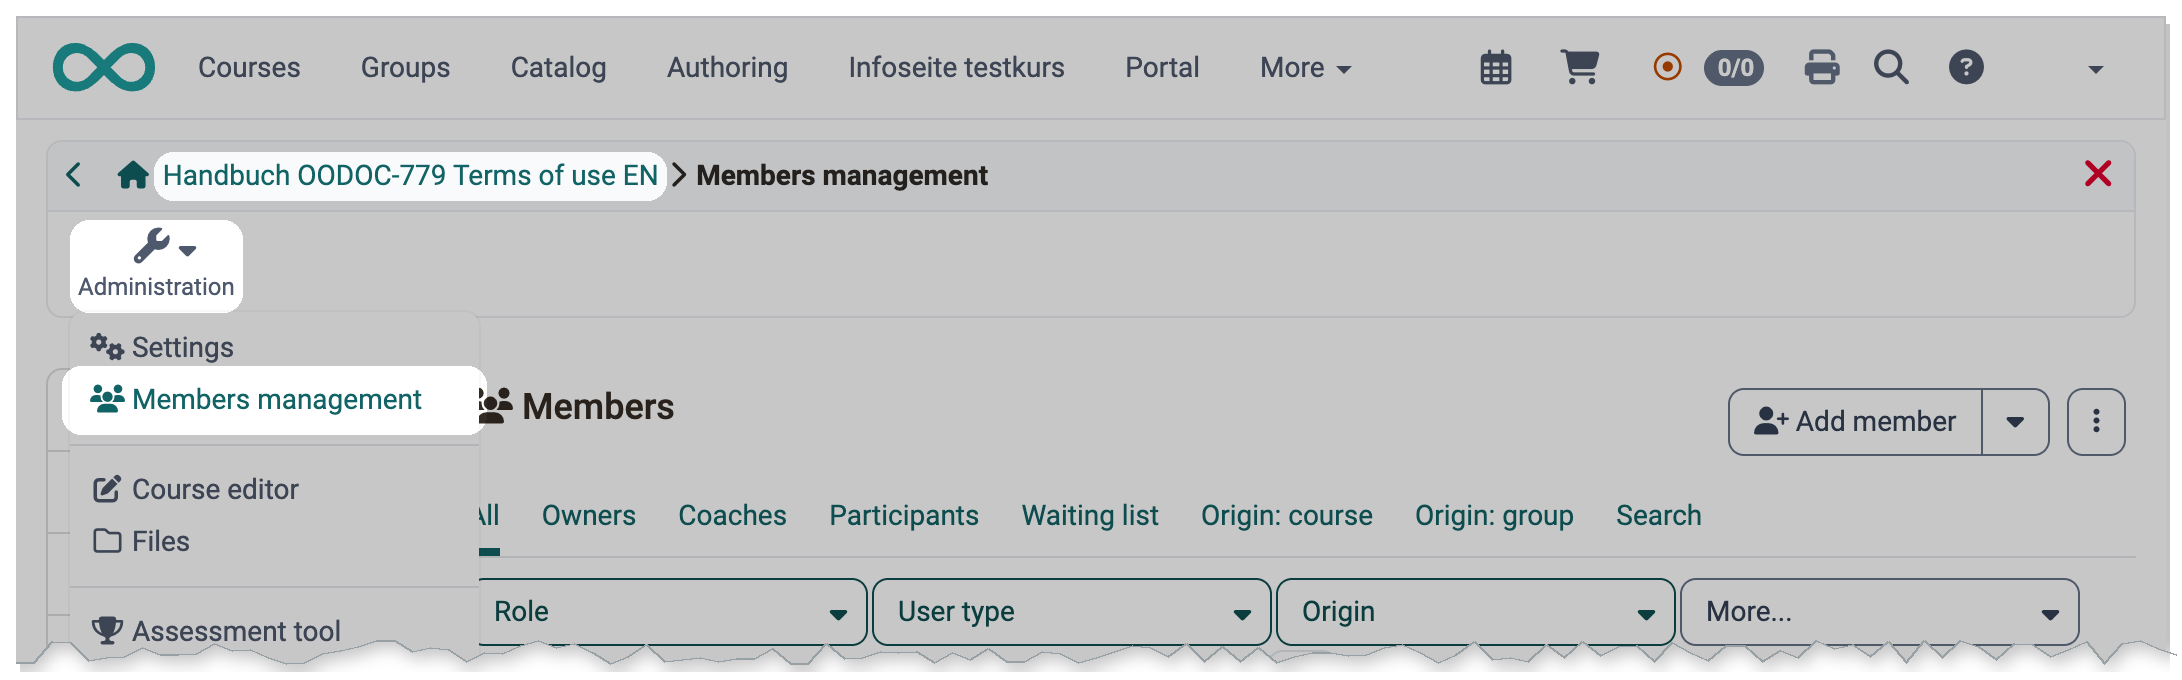 Courses Groups Catalog Authoring Infoseite testkurs Portal More 0/0 ?
Handbuch OODOC-779 Terms of use EN > Members management
Administration
Settings
Members management
Members
Add member
Course editor
Files
All Owners Coaches Participants Waiting list Origin: course Origin: group Search
Role User type Origin More...
Assessment tool